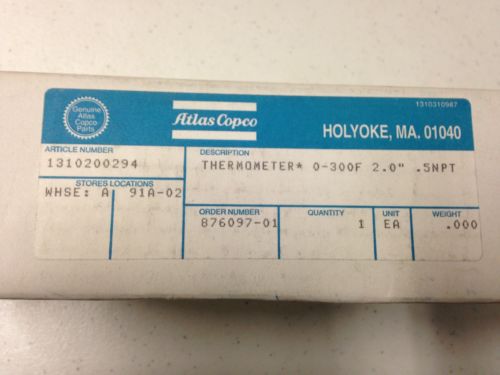 Genuine
Atlas
Copco
Parts
Atlas Copco
1310310987
HOLYOKE, MA. 01040
ARTICLE NUMBER
1310200294
DESCRIPTION
THERMOMETER* 0-300F 2.0" .5NPT
STORES LOCATIONS
WHSE: A 91A-02
ORDER NUMBER
876097-01
QUANTITY
1
UNIT
EA
WEIGHT
.000